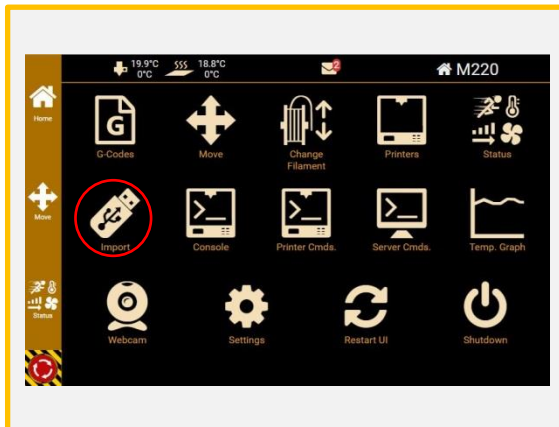 19.9°C 18.8°C
0°C 0°C
2
M220
Home
G
G-Codes
Move
Change
Filament
Printers
Status
Move
Import
Console
Printer Cmds.
Server Cmds.
Temp. Graph
Status
Webcam
Settings
Restart UI
Shutdown